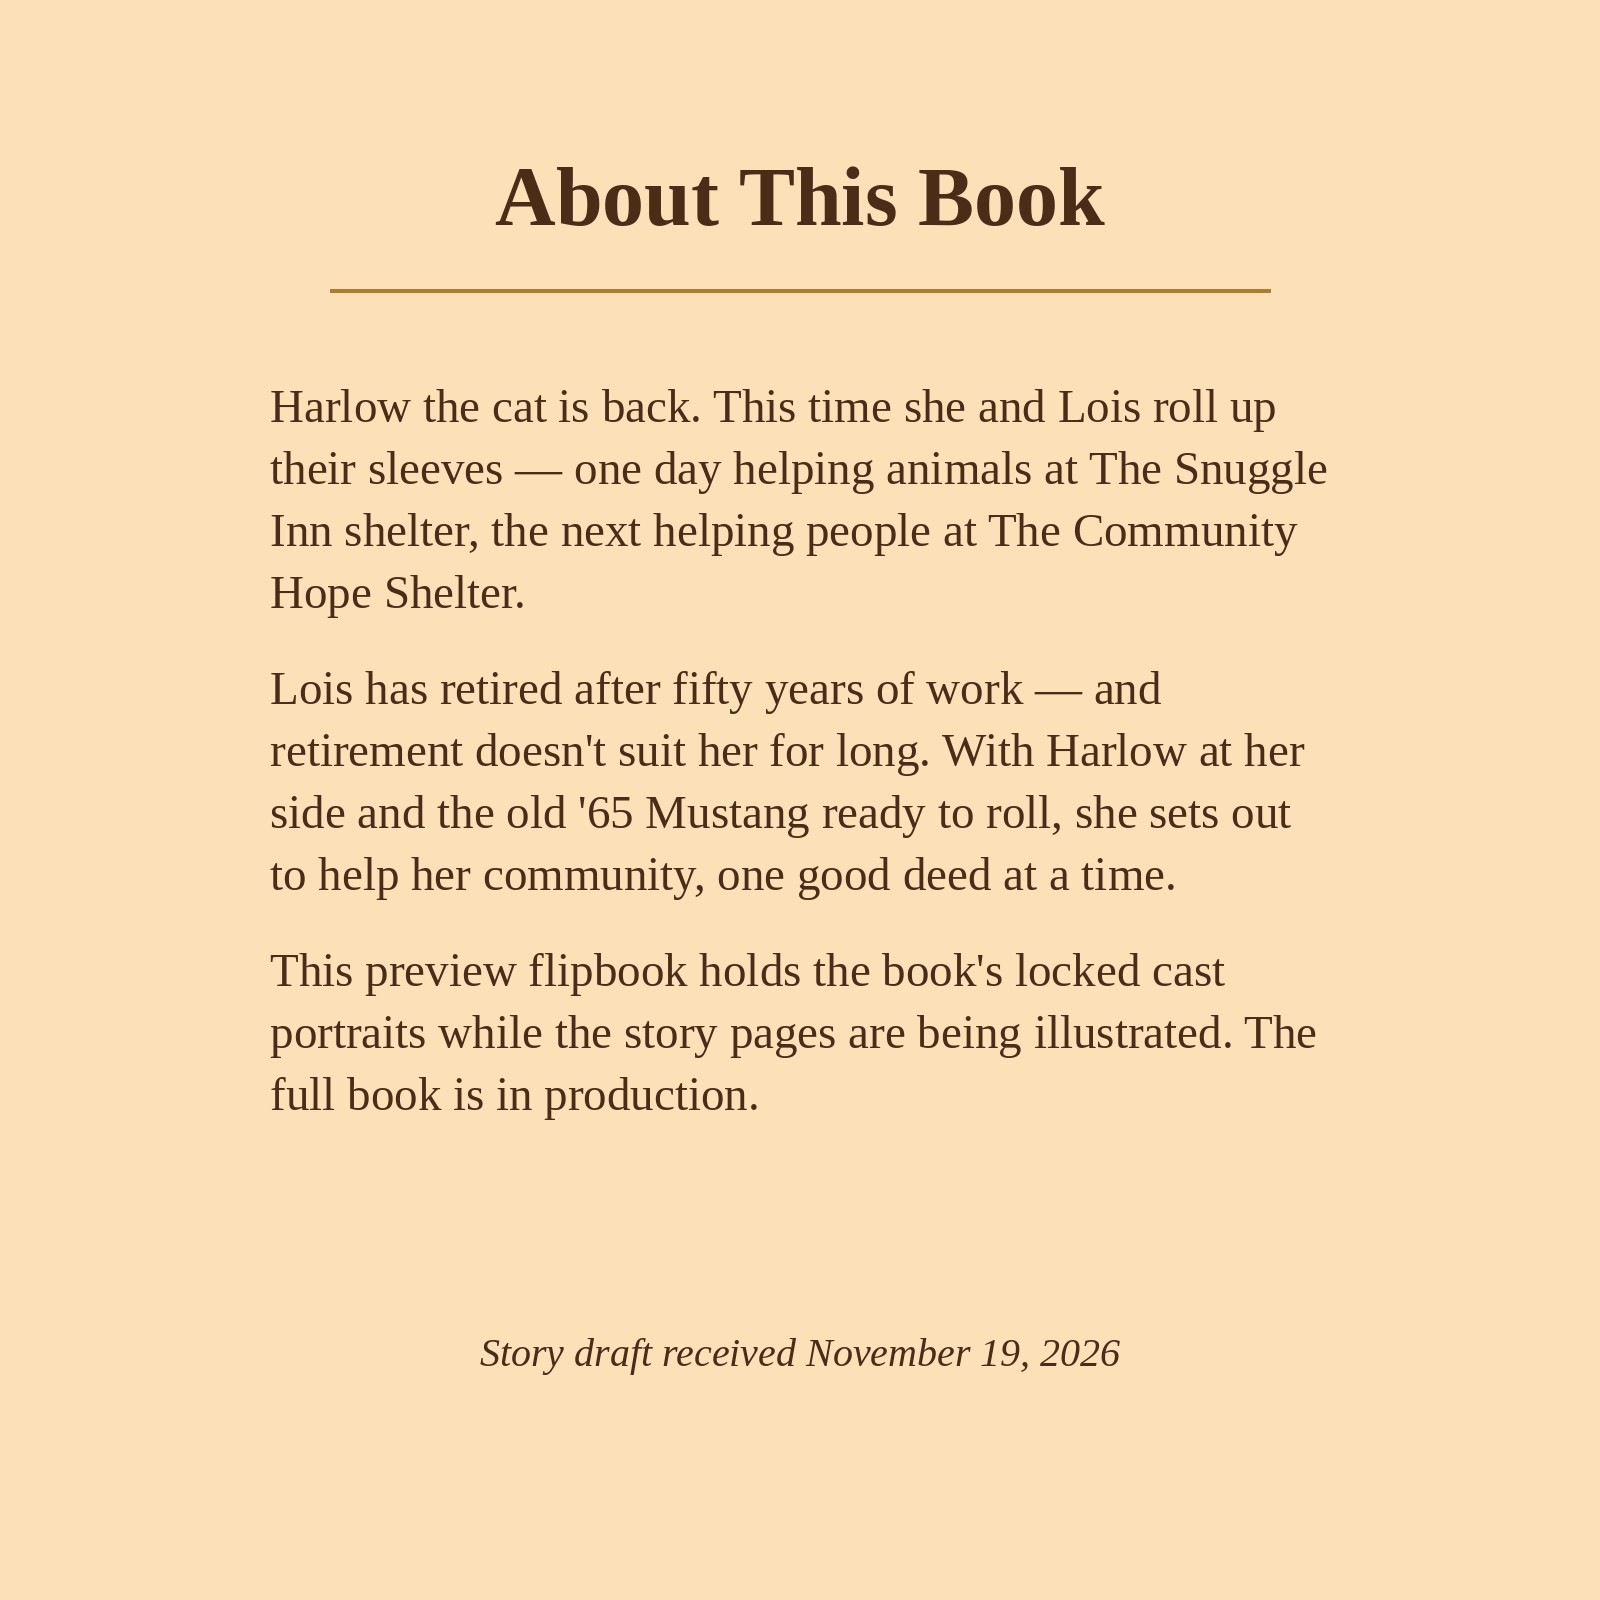 About This Book
Harlow the cat is back. This time she and Lois roll up
their sleeves — one day helping animals at The Snuggle
Inn shelter, the next helping people at The Community
Hope Shelter.
Lois has retired after fifty years of work — and
retirement doesn't suit her for long. With Harlow at her
side and the old '65 Mustang ready to roll, she sets out
to help her community, one good deed at a time.
This preview flipbook holds the book's locked cast
portraits while the story pages are being illustrated. The
full book is in production.
Story draft received November 19, 2026